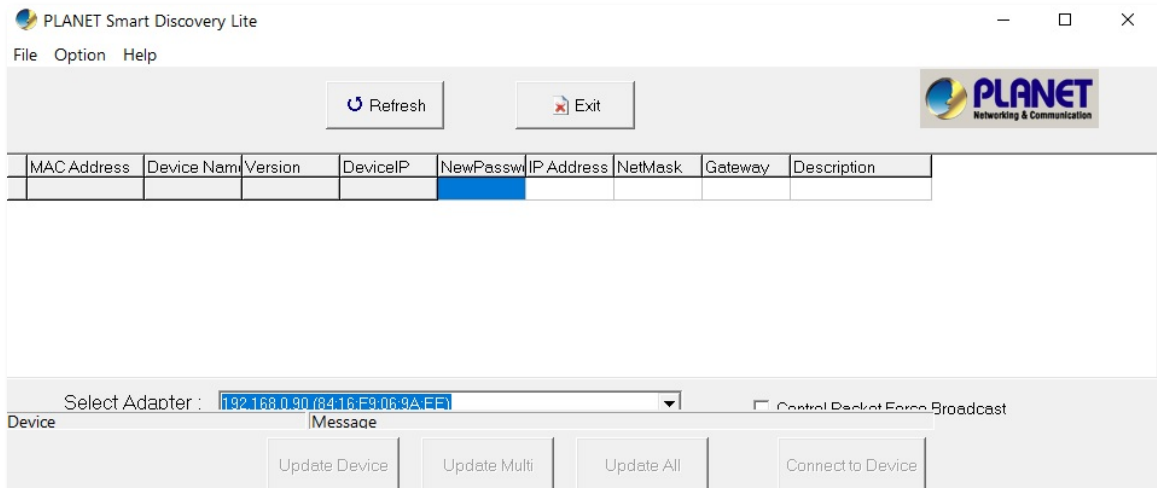 PLANET Smart Discovery Lite
File Option Help
Refresh Exit
PLANET
Networking & Communication
MAC Address Device Nam Version DeviceIP NewPassw IP Address NetMask Gateway Description
Select Adapter : 192.168.0.90 (84:16:F9:06:9A:EE) Control Packet Force Broadcast
Device Message
Update Device Update Multi Update All Connect to Device